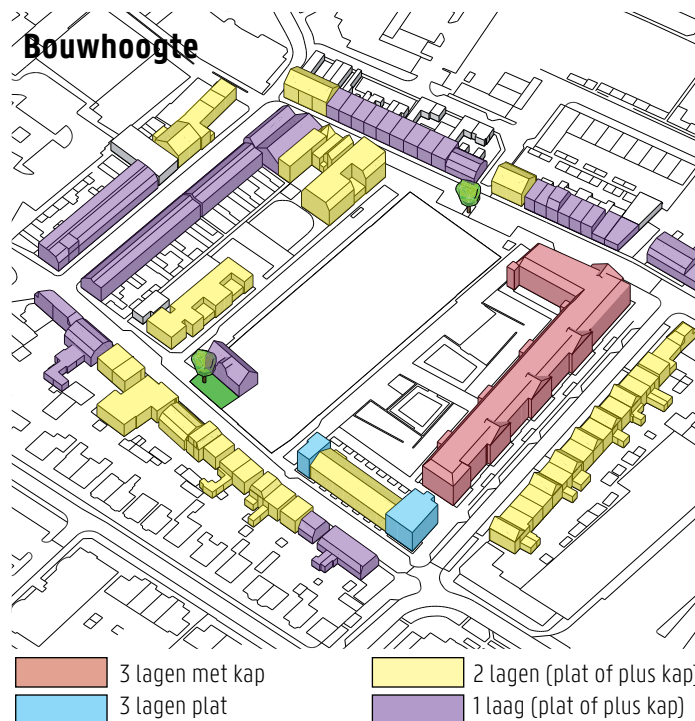 Bouwhoogte
3 lagen met kap
2 lagen (plat of plus kap)
3 lagen plat
1 laag (plat of plus kap)